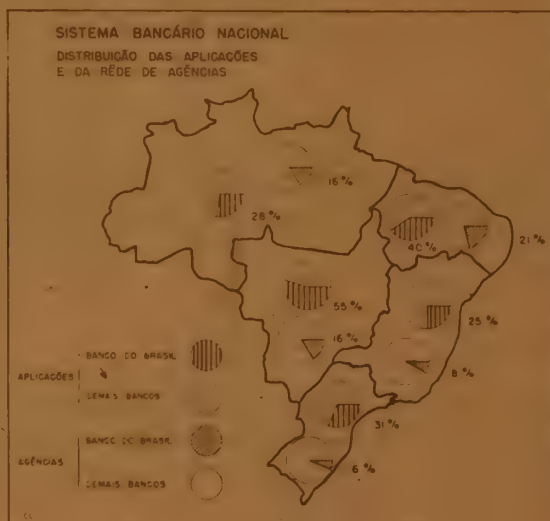 SISTEMA BANCÁRIO NACIONAL
DISTRIBUIÇÃO DAS APLICAÇÕES
E DA RÊDE DE AGÊNCIAS
16 %
28 %
40 %
21 %
55 %
25 %
16 %
8 %
31 %
6 %
APLICAÇÕES
BANCO DO BRASIL
DEMAIS BANCOS
AGÊNCIAS
BANCO DO BRASIL
DEMAIS BANCOS